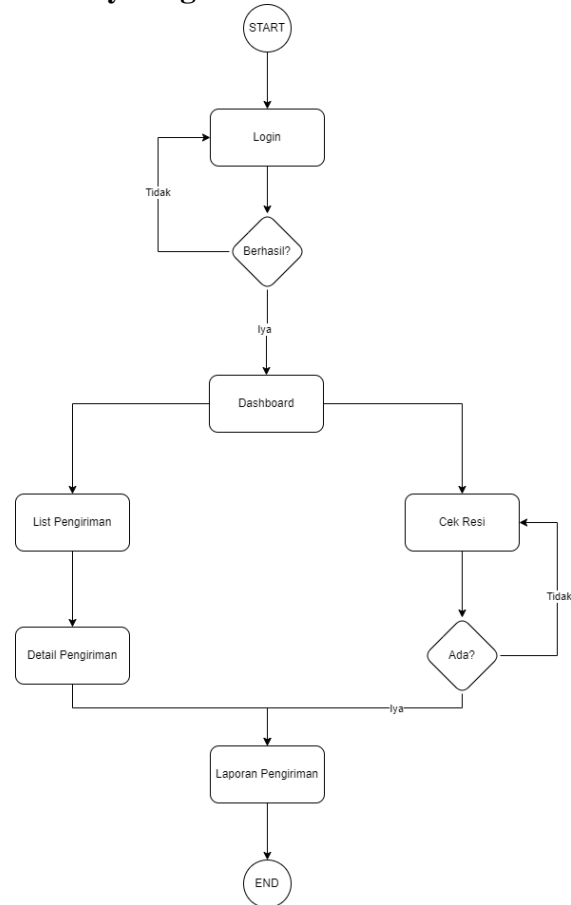 START
Login
Tidak
Berhasil?
Iya
Dashboard
List Pengiriman
Cek Resi
Tidak
Detail Pengiriman
Ada?
Iya
Laporan Pengiriman
END